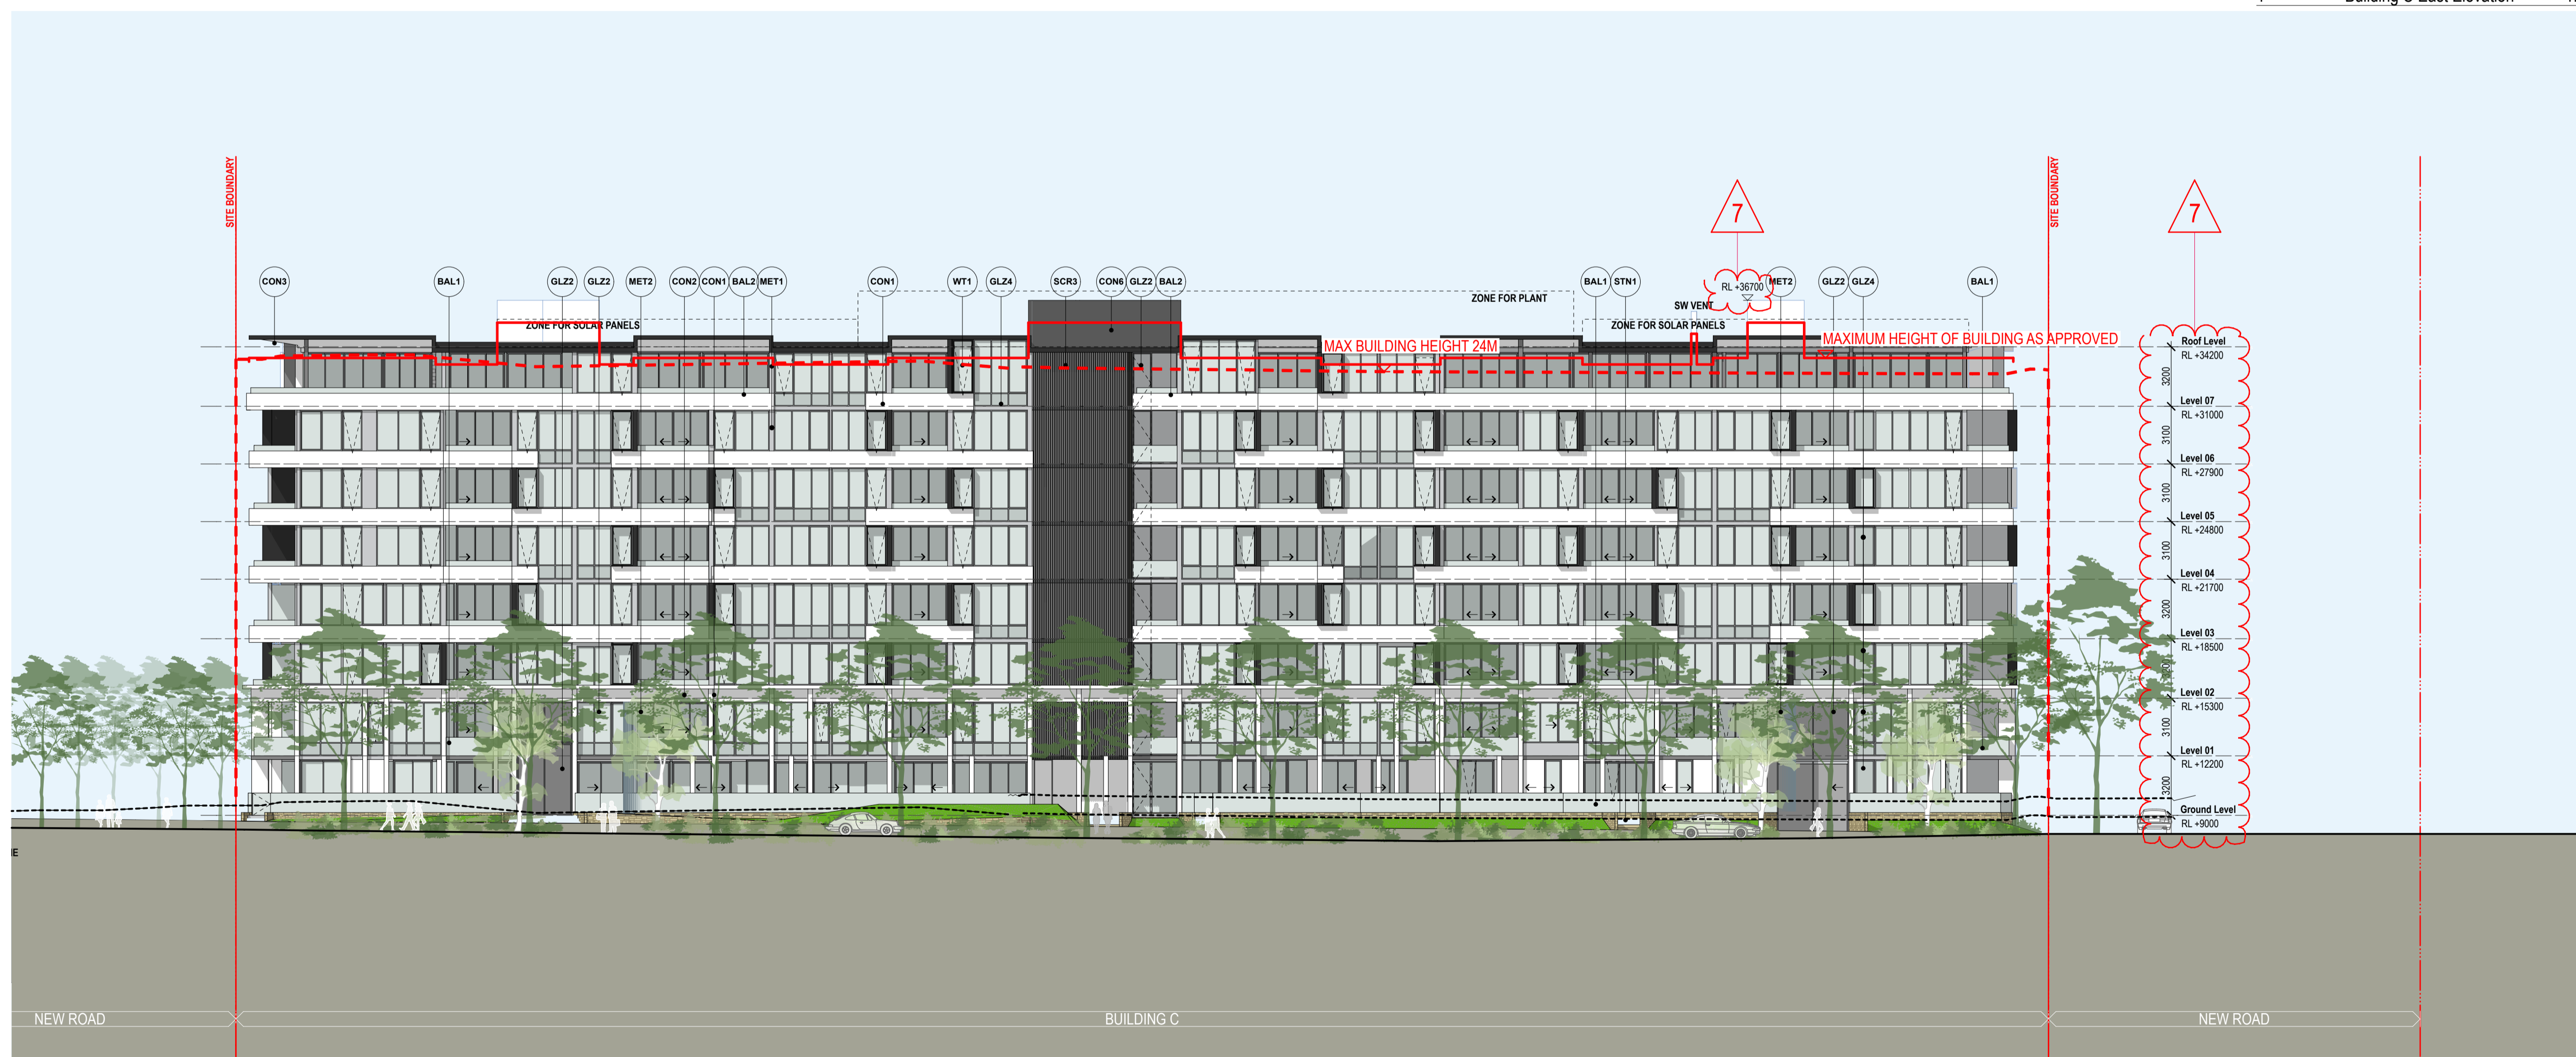 Building C East Elevation
SITE BOUNDARY
SITE BOUNDARY
7
7
CON3
BAL1
GLZ2
GLZ2
MET2
CON2
CON1
BAL2
MET1
CON1
WT1
GLZ4
SCR3
CON6
GLZ2
BAL2
BAL1
STN1
RL +36700
MET2
GLZ2
GLZ4
BAL1
ZONE FOR PLANT
SW VENT
ZONE FOR SOLAR PANELS
ZONE FOR SOLAR PANELS
MAX BUILDING HEIGHT 24M
MAXIMUM HEIGHT OF BUILDING AS APPROVED
Roof Level
RL +34200
3200
Level 07
RL +31000
3100
Level 06
RL +27900
3100
Level 05
RL +24800
3100
Level 04
RL +21700
3200
Level 03
RL +18500
Level 02
RL +15300
3100
Level 01
RL +12200
3200
Ground Level
RL +9000
NEW ROAD
BUILDING C
NEW ROAD